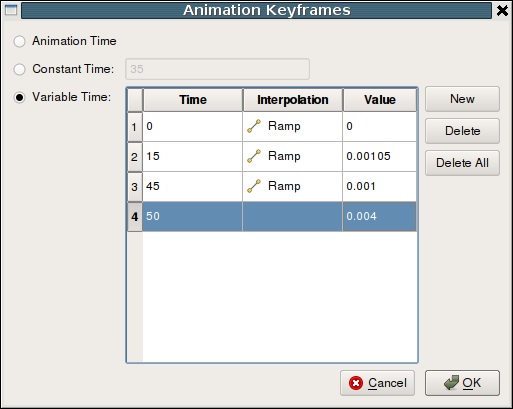 Animation Keyframes
Animation Time
Constant Time: 35
Variable Time:
Time Interpolation Value
1 0 Ramp 0
2 15 Ramp 0.00105
3 45 Ramp 0.001
4 50 0.004
New
Delete
Delete All
Cancel OK